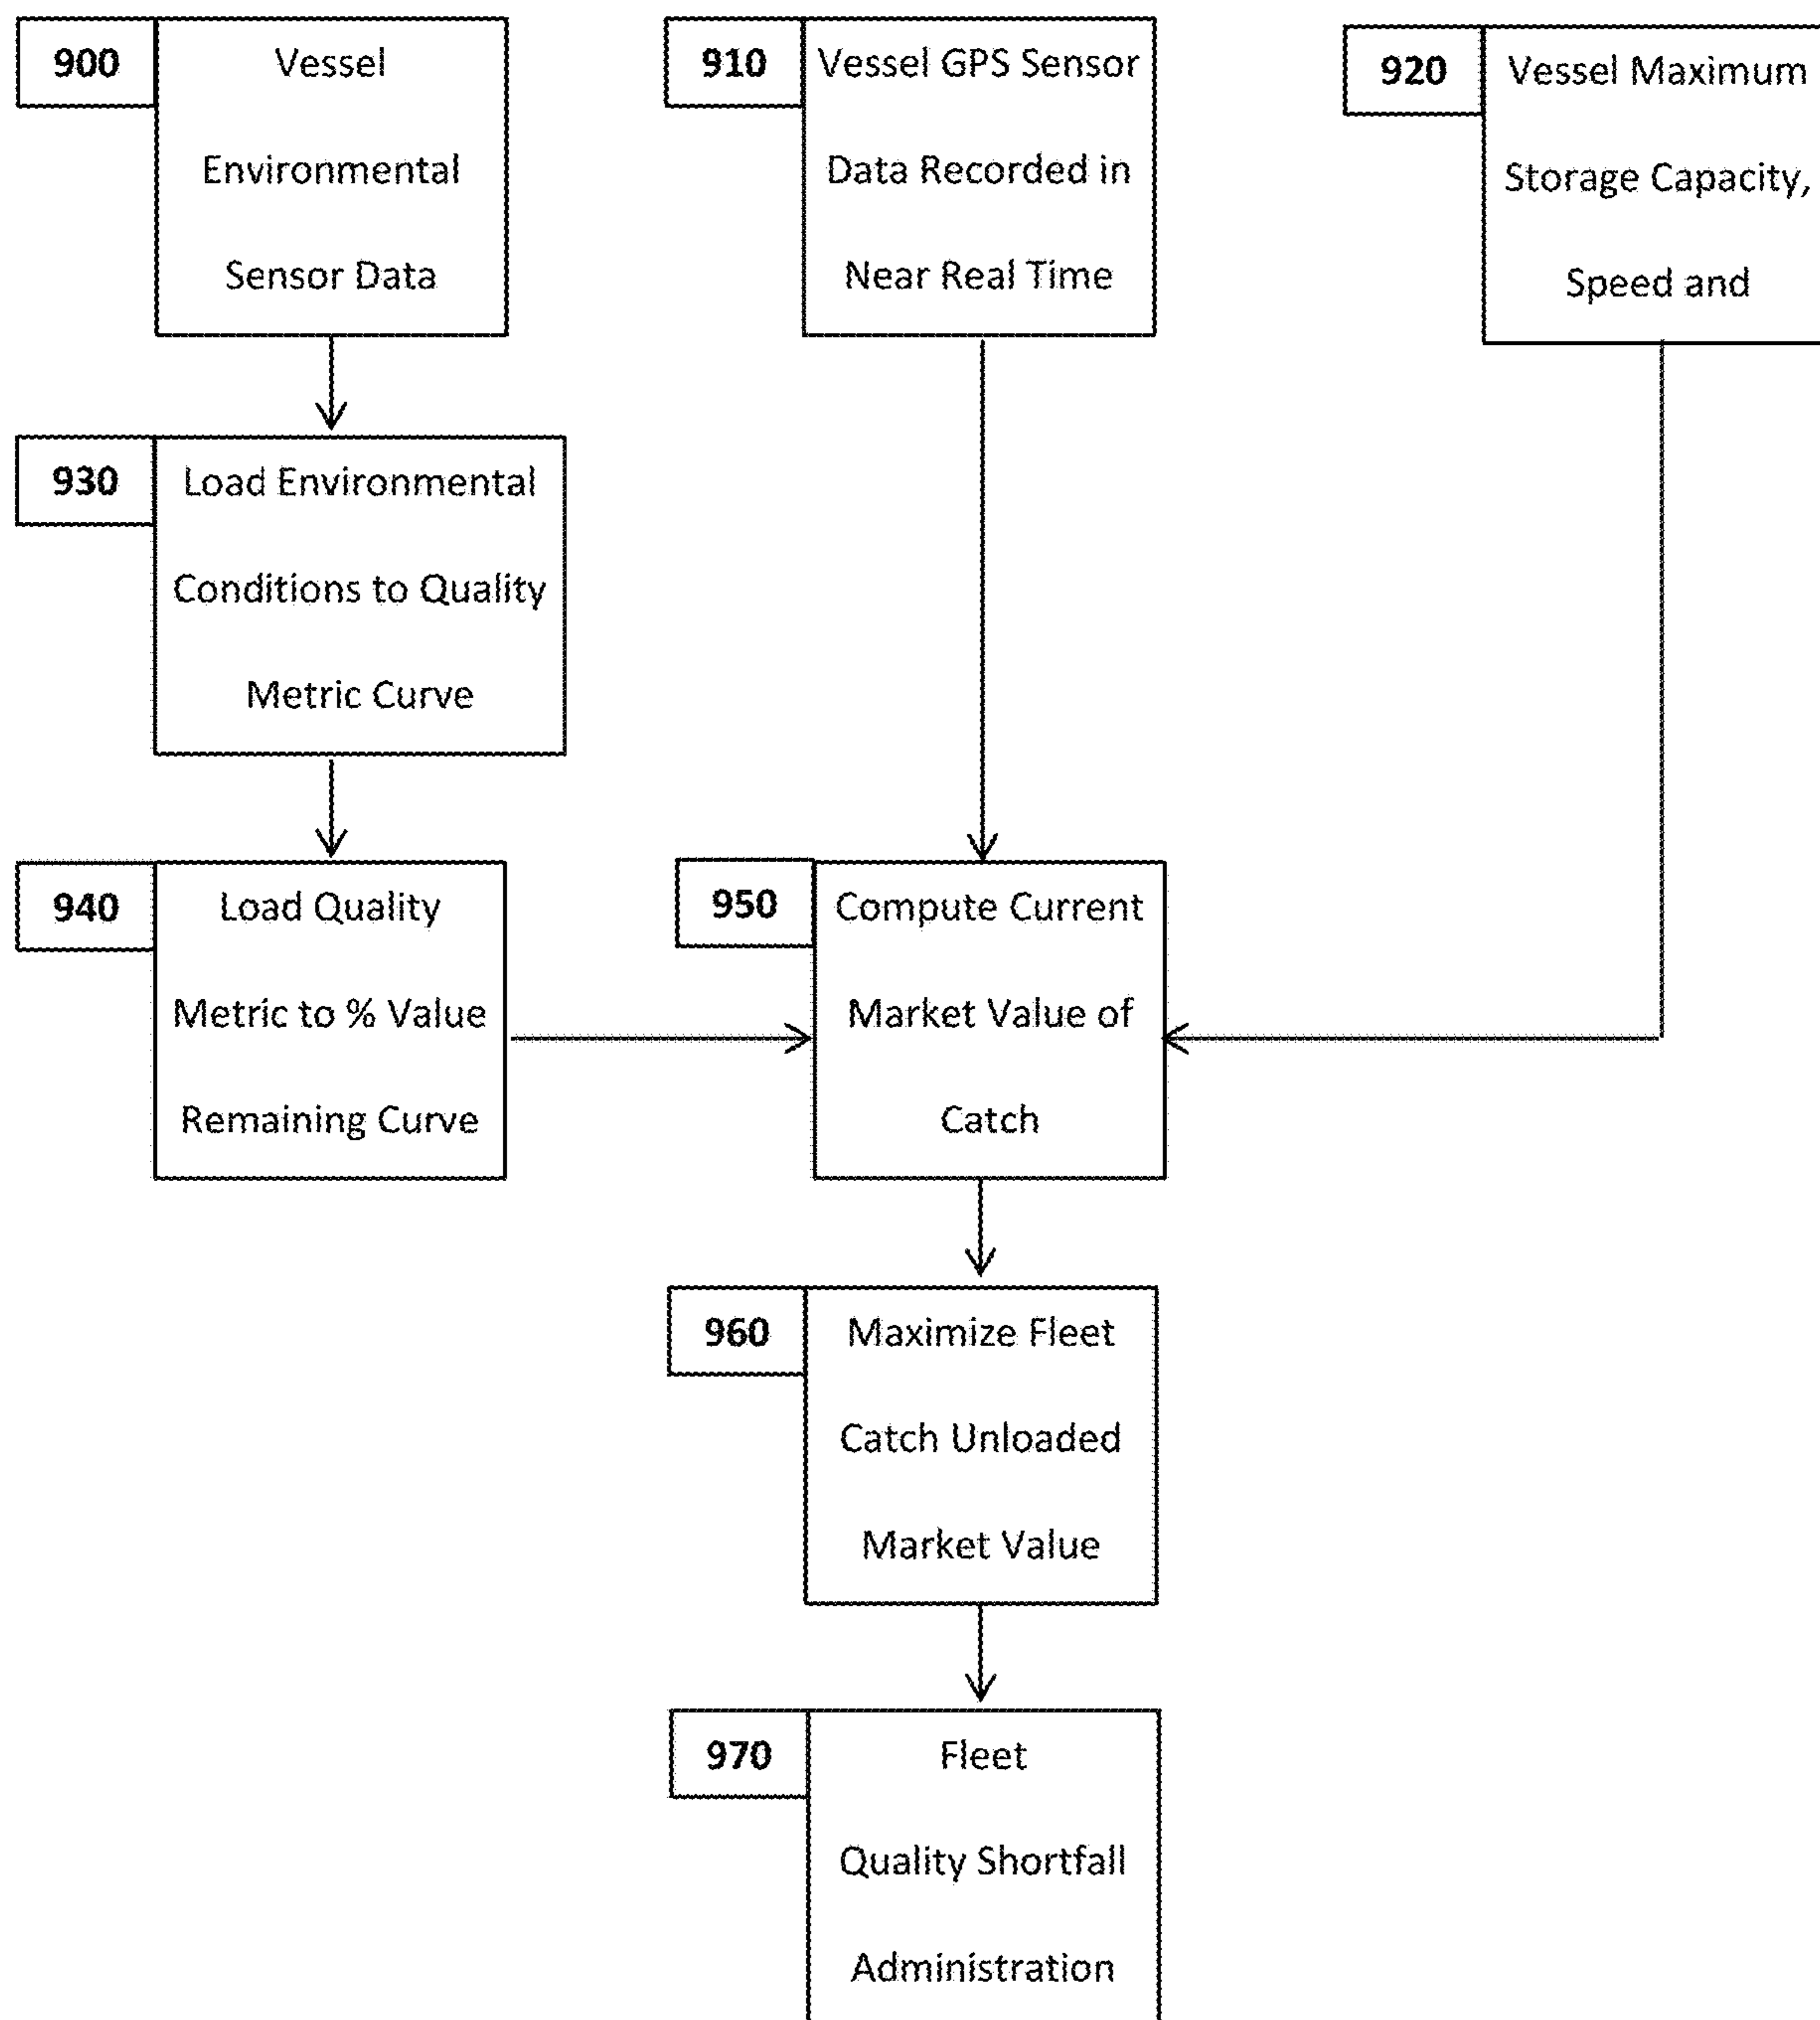 900
Vessel
Environmental
Sensor Data
910
Vessel GPS Sensor
Data Recorded in
Near Real Time
920
Vessel Maximum
Storage Capacity,
Speed and
930
Load Environmental
Conditions to Quality
Metric Curve
940
Load Quality
Metric to % Value
Remaining Curve
950
Compute Current
Market Value of
Catch
960
Maximize Fleet
Catch Unloaded
Market Value
970
Fleet
Quality Shortfall
Administration